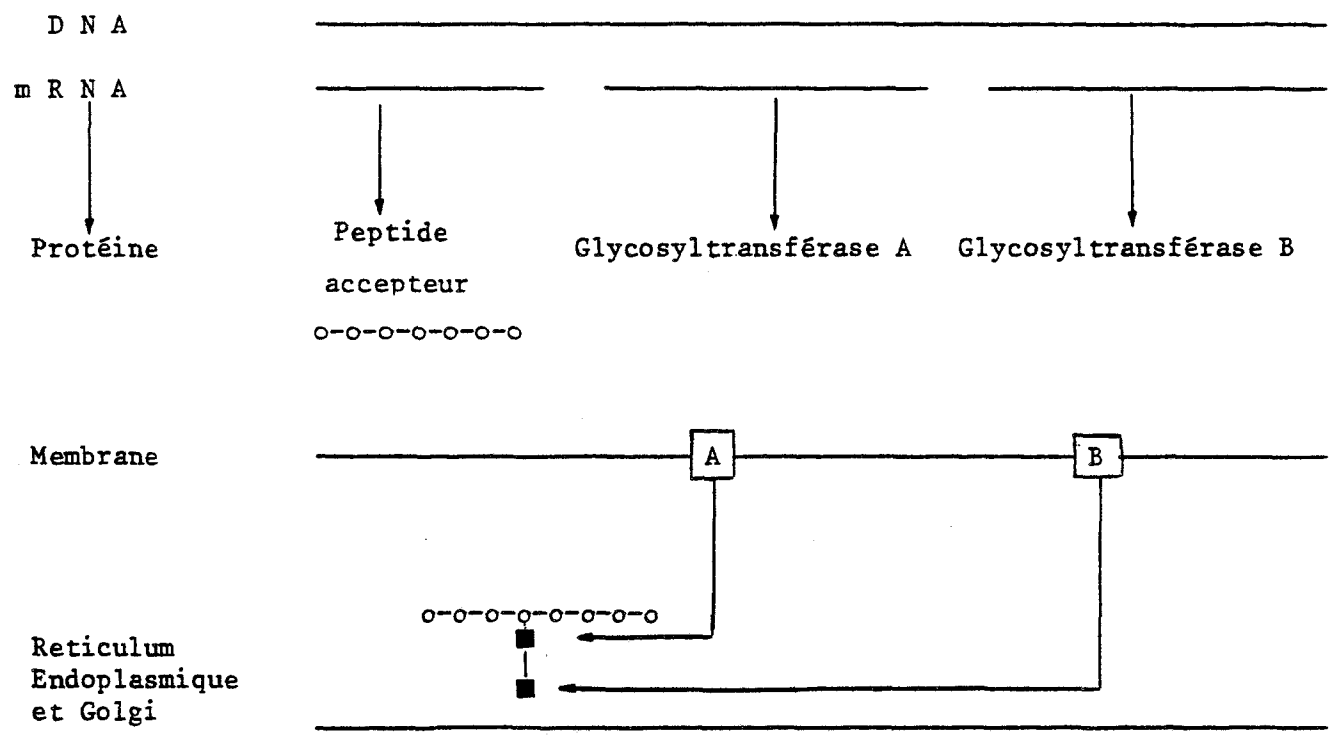 D N A
m R N A
Protéine
Peptide
accepteur
Glycosyltransférase A
Glycosyltransférase B
Membrane
A
B
Reticulum
Endoplasmique
et Golgi